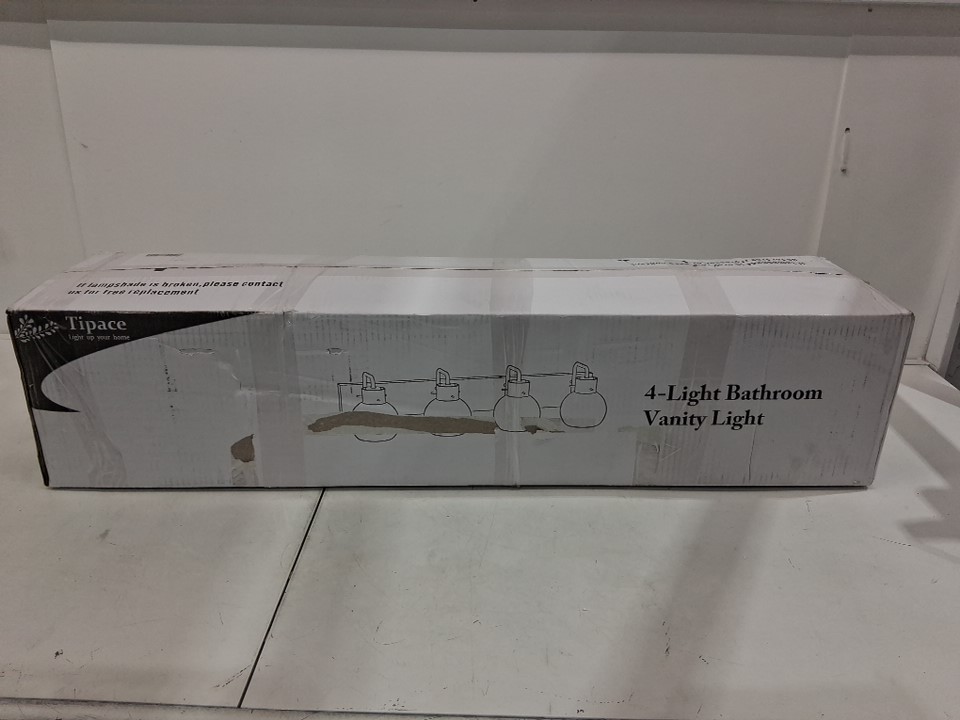 If lampshade is broken,please contact
us for free replacement
Tipace
light up your home
4-Light Bathroom
Vanity Light